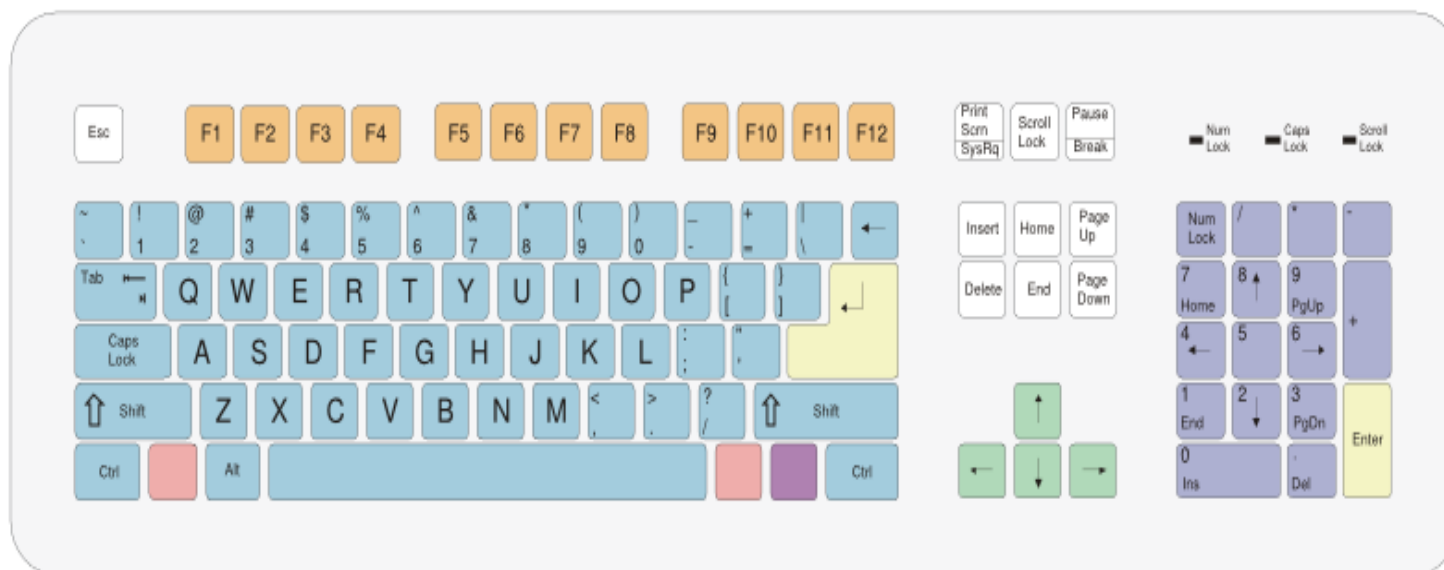 Esc F1 F2 F3 F4 F5 F6 F7 F8 F9 F10 F11 F12
Print
Scrn
SysRq
Scroll
Lock
Pause
Break
Num
Lock
Caps
Lock
Scroll
Lock
~ ! @ # $ % ^ & * ( ) _ + |
` 1 2 3 4 5 6 7 8 9 0 - = \ ←
Insert Home Page
Up
Num
Lock
/ * -
Tab Q W E R T Y U I O P { }
[ ]
Delete End Page
Down
7 8 ↑ 9
Home PgUp
+
Caps
Lock
A S D F G H J K L : "
; '
4 5 6
← →
⇧ Shift Z X C V B N M < > ?
, . /
⇧ Shift
↑
1 2 3
End ↓ PgDn
Enter
Ctrl Alt Ctrl
← ↓ →
0 .
Ins Del